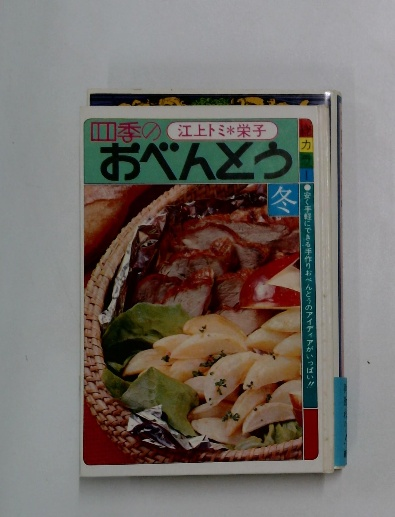 四季の
江上トミ*栄子
おべんとう
カ
冬
●安く手軽にできる手作りおべんとうのアイディアがいっぱい!!